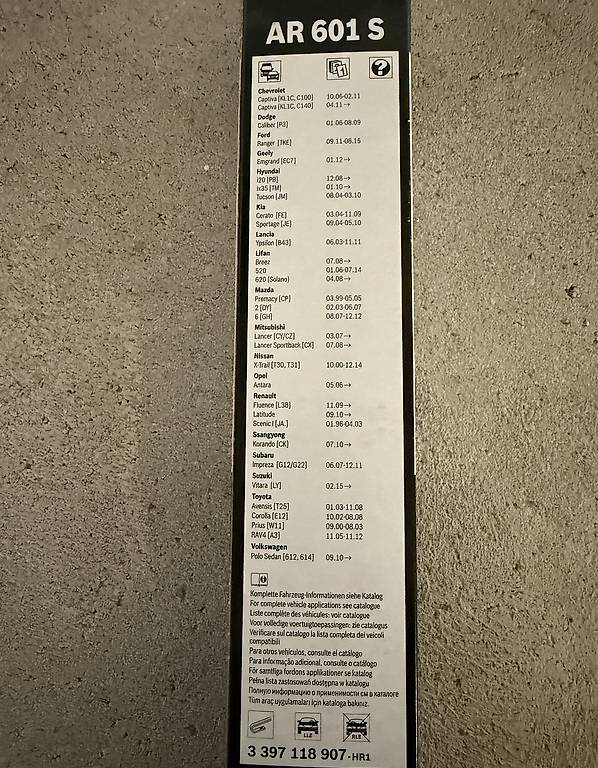 AR 601 S
Chevrolet
Captiva [KL1C, C100] 10.06-02.11
Captiva [KL1C, C140] 04.11→
Dodge
Caliber [P3] 01.06-08.09
Ford
Ranger [TKE] 09.11-08.15
Geely
Emgrand [EC7] 01.12→
Hyundai
i20 [PB] 12.08→
ix35 [TM] 01.10→
Tucson [JM] 08.04-03.10
Kia
Cerato [FE] 03.04-11.09
Sportage [JE] 09.04-05.10
Lancia
Ypsilon [843] 06.03-11.11
Lifan
Breez 07.08→
520 01.06-07.14
620 (Solano) 04.08→
Mazda
Premacy [CP] 03.99-05.05
2 [DY] 02.03-06.07
6 [GH] 08.07-12.12
Mitsubishi
Lancer [CY/CZ] 03.07→
Lancer Sportback [CX] 07.08→
Nissan
X-Trail [T30, T31] 10.00-12.14
Opel
Antara 05.06→
Renault
Fluence [L38] 11.09→
Latitude 09.10→
Scenic I [JA.] 01.96-04.03
Ssangyong
Korando [CK] 07.10→
Subaru
Impreza [G12/G22] 06.07-12.11
Suzuki
Vitara [LY] 02.15→
Toyota
Avensis [T25] 01.03-11.08
Corolla [E12] 10.02-08.08
Prius [W11] 09.00-08.03
RAV4 [A3] 11.05-11.12
Volkswagen
Polo Sedan [612, 614] 09.10→
Komplette Fahrzeug-Informationen siehe Katalog
For complete vehicle applications see catalogue
Liste complète des véhicules: voir catalogue
Voor volledige voertuigtoepassingen: zie catalogus
Verificare sul catalogo la lista completa dei veicoli
compatibili
Para otros vehículos, consulte el catálogo
Para informação adicional, consulte o catálogo
För samtliga fordons applikationer se katalog
Pełna lista zastosowań dostępna w katalogu
Полную информацию о применимости см в каталоге
Tüm araç uygulamaları için kataloga bakınız.
LLE RLE
3 397 118 907-HR1